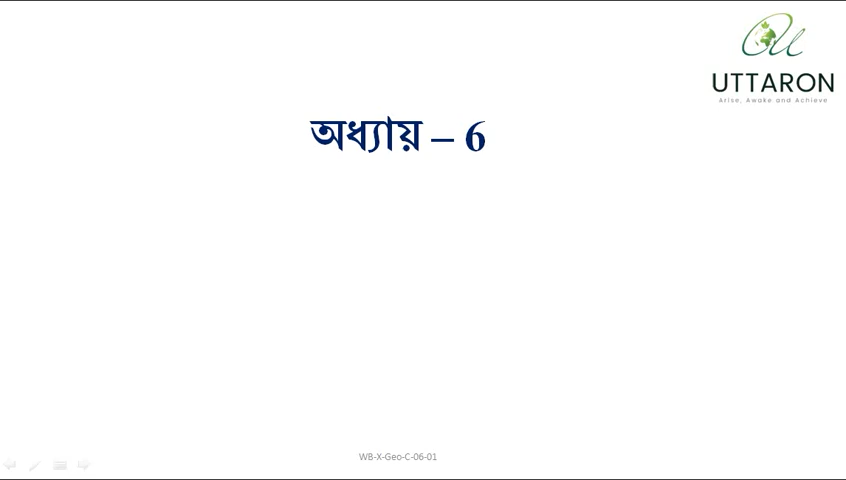 UTTARON
Arise, Awake and Achieve
অধ্যায় – 6
WB-X-Geo-C-06-01